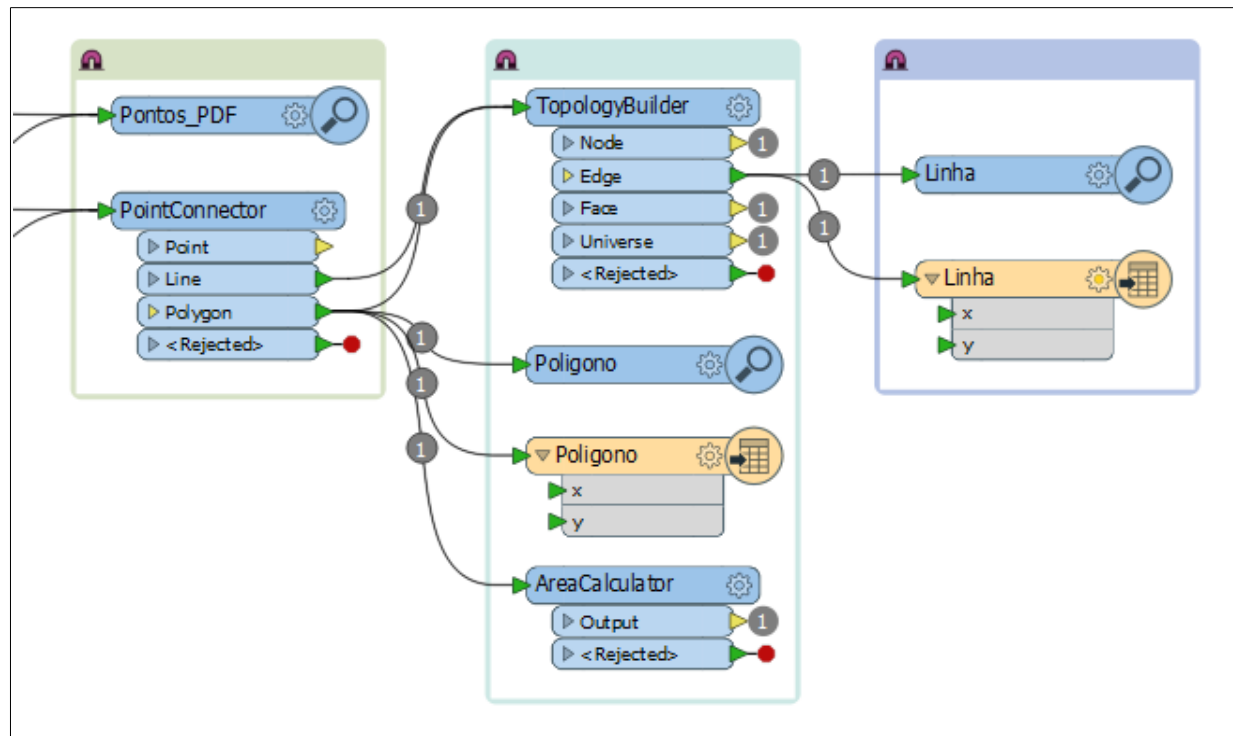 Pontos_PDF
PointConnector
Point
Line
Polygon
<Rejected>
1
1
1
1
TopologyBuilder
Node
1
Edge
Face
1
Universe
1
<Rejected>
Poligono
Poligono
x
y
AreaCalculator
Output
1
<Rejected>
1
1
Linha
Linha
x
y